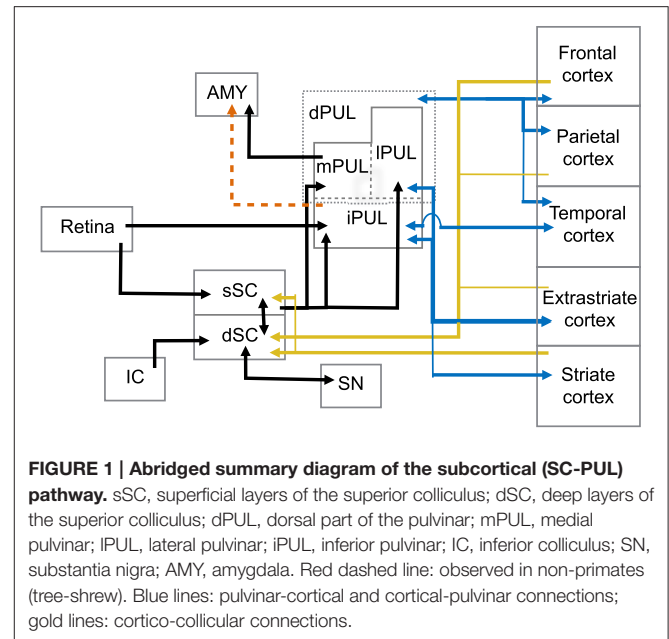 Frontal
cortex
AMY
dPUL
lPUL
mPUL
Parietal
cortex
Retina
iPUL
Temporal
cortex
sSC
dSC
Extrastriate
cortex
IC
SN
Striate
cortex
FIGURE 1 | Abridged summary diagram of the subcortical (SC-PUL)
pathway. sSC, superficial layers of the superior colliculus; dSC, deep layers of
the superior colliculus; dPUL, dorsal part of the pulvinar; mPUL, medial
pulvinar; lPUL, lateral pulvinar; iPUL, inferior pulvinar; IC, inferior colliculus; SN,
substantia nigra; AMY, amygdala. Red dashed line: observed in non-primates
(tree-shrew). Blue lines: pulvinar-cortical and cortical-pulvinar connections;
gold lines: cortico-collicular connections.